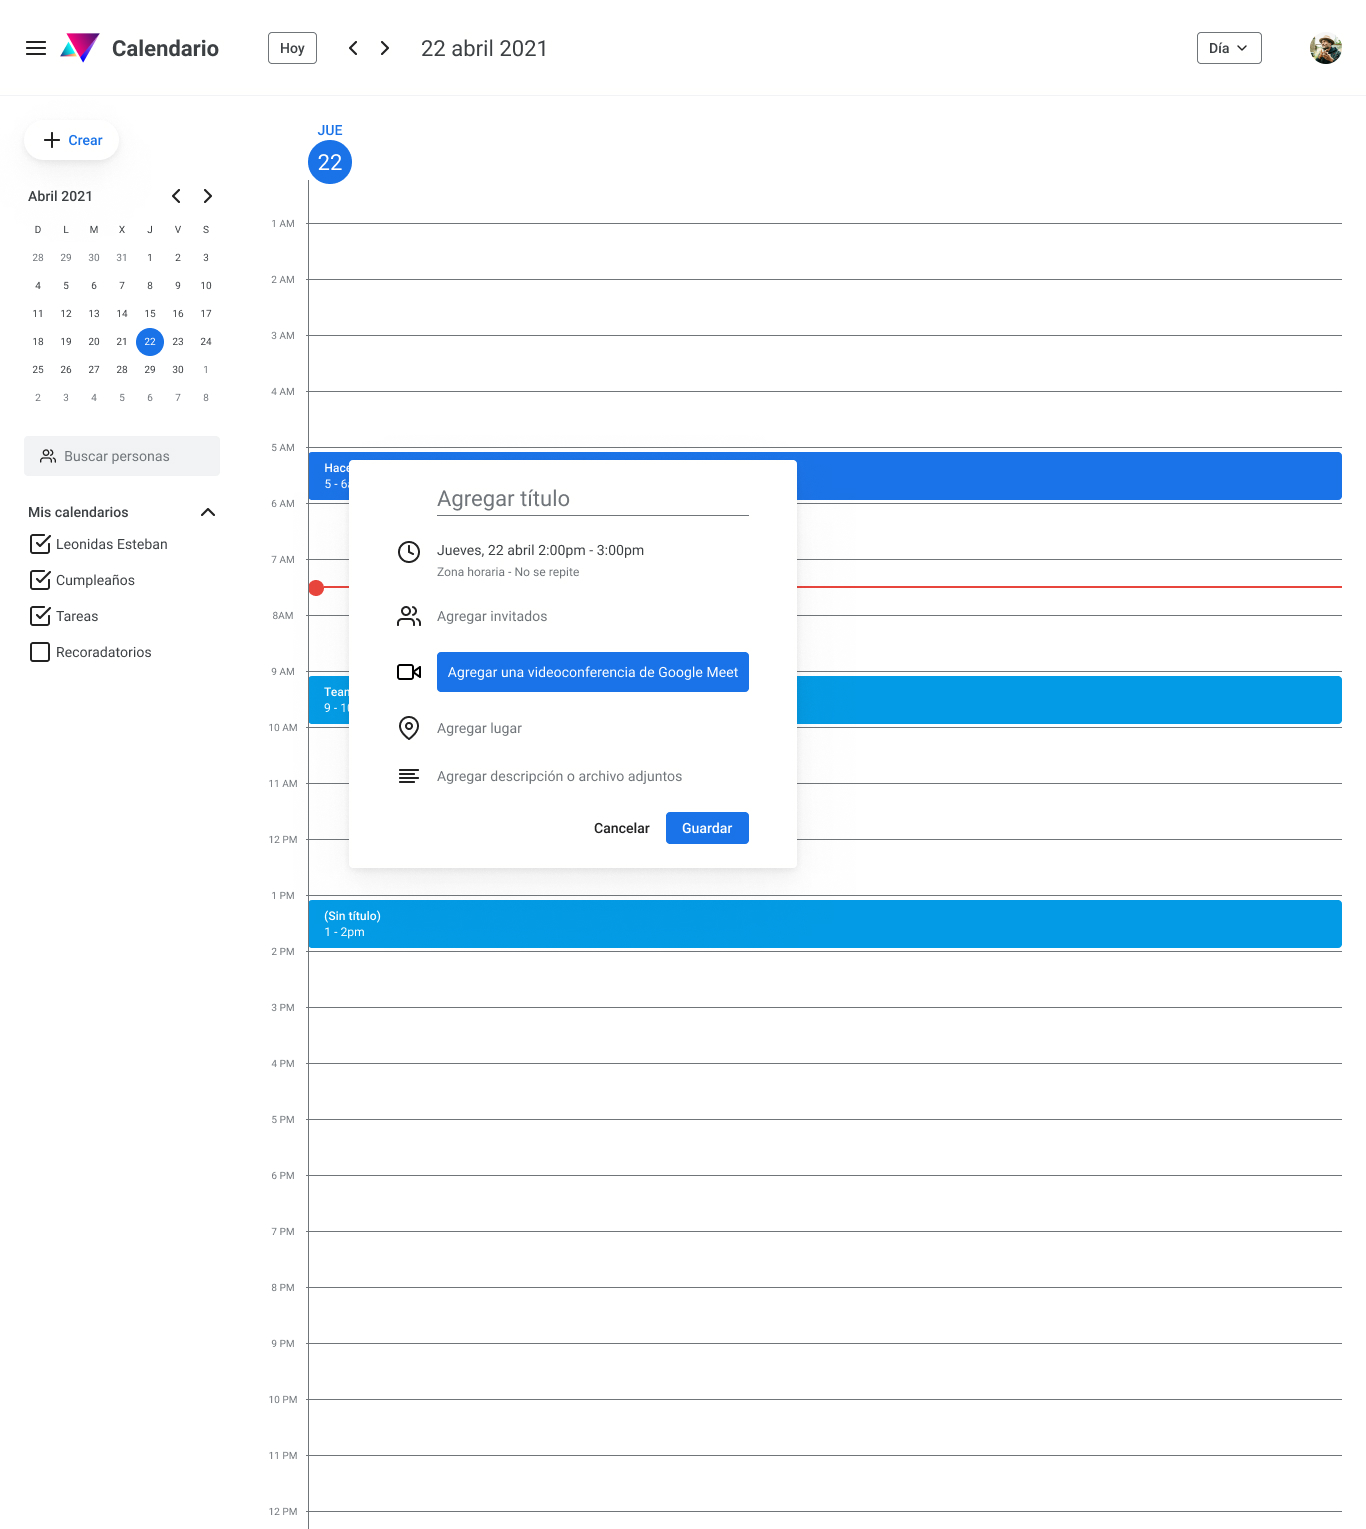 Calendario
Hoy
22 abril 2021
Día
Crear
Abril 2021
D L M X J V S
28 29 30 31 1 2 3
4 5 6 7 8 9 10
11 12 13 14 15 16 17
18 19 20 21 22 23 24
25 26 27 28 29 30 1
2 3 4 5 6 7 8
Buscar personas
Mis calendarios
Leonidas Esteban
Cumpleaños
Tareas
Recoradatorios
JUE
22
1 AM
2 AM
3 AM
4 AM
5 AM
Hace
5 - 6
6 AM
7 AM
8AM
9 AM
Tean
9 - 1
10 AM
11 AM
12 PM
1 PM
(Sin título)
1 - 2pm
2 PM
3 PM
4 PM
5 PM
6 PM
7 PM
8 PM
9 PM
10 PM
11 PM
12 PM
Agregar título
Jueves, 22 abril 2:00pm - 3:00pm
Zona horaria - No se repite
Agregar invitados
Agregar una videoconferencia de Google Meet
Agregar lugar
Agregar descripción o archivo adjuntos
Cancelar
Guardar